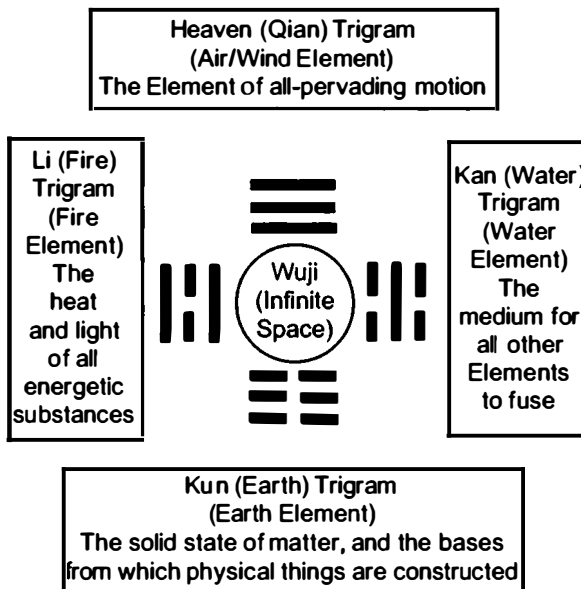 Heaven (Qian) Trigram
(Air/Wind Element)
The Element of all-pervading motion
Li (Fire)
Trigram
(Fire
Element)
The
heat
and light
of all
energetic
substances
Wuji
(Infinite
Space)
Kan (Water)
Trigram
(Water
Element)
The
medium for
all other
Elements
to fuse
Kun (Earth) Trigram
(Earth Element)
The solid state of matter, and the bases
from which physical things are constructed